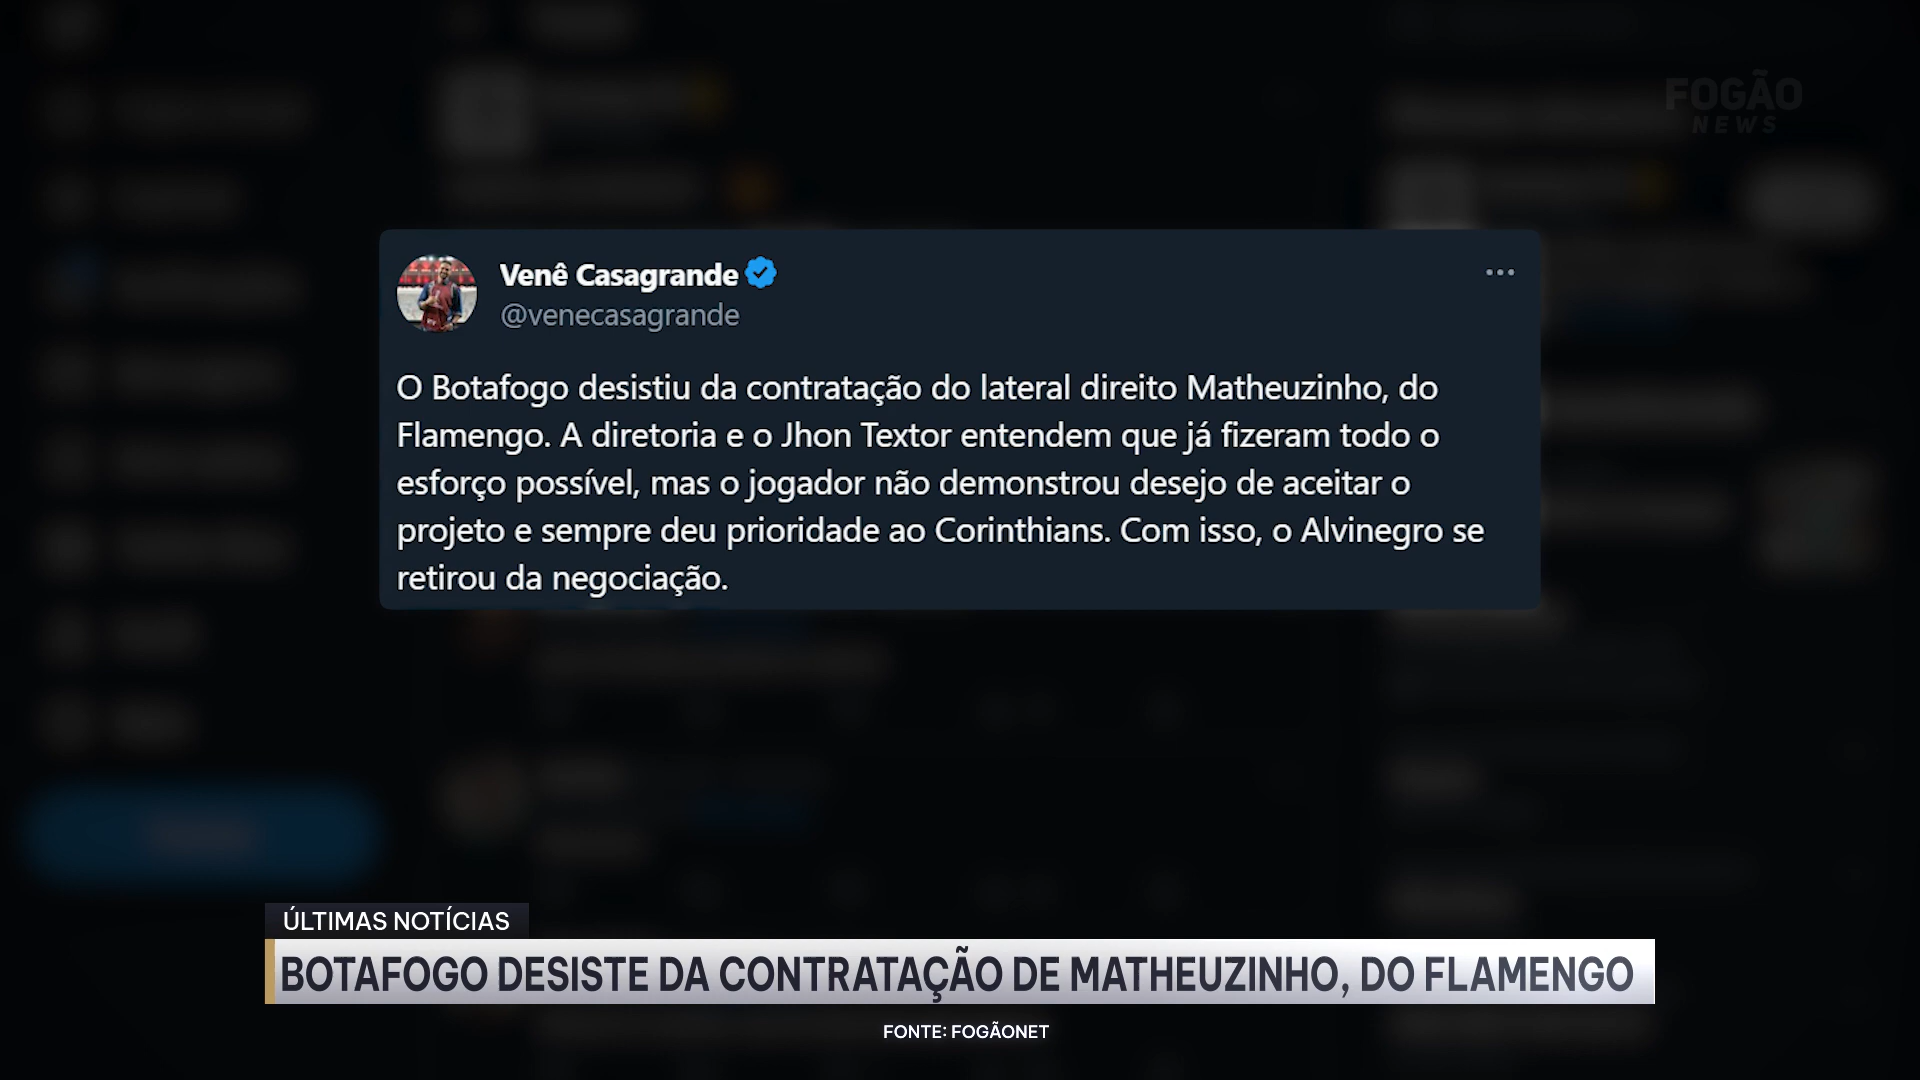 FOGÃO
NEWS
Venê Casagrande
@venecasagrande
O Botafogo desistiu da contratação do lateral direito Matheuzinho, do
Flamengo. A diretoria e o Jhon Textor entendem que já fizeram todo o
esforço possível, mas o jogador não demonstrou desejo de aceitar o
projeto e sempre deu prioridade ao Corinthians. Com isso, o Alvinegro se
retirou da negociação.
ÚLTIMAS NOTÍCIAS
BOTAFOGO DESISTE DA CONTRATAÇÃO DE MATHEUZINHO, DO FLAMENGO
FONTE: FOGÃONET